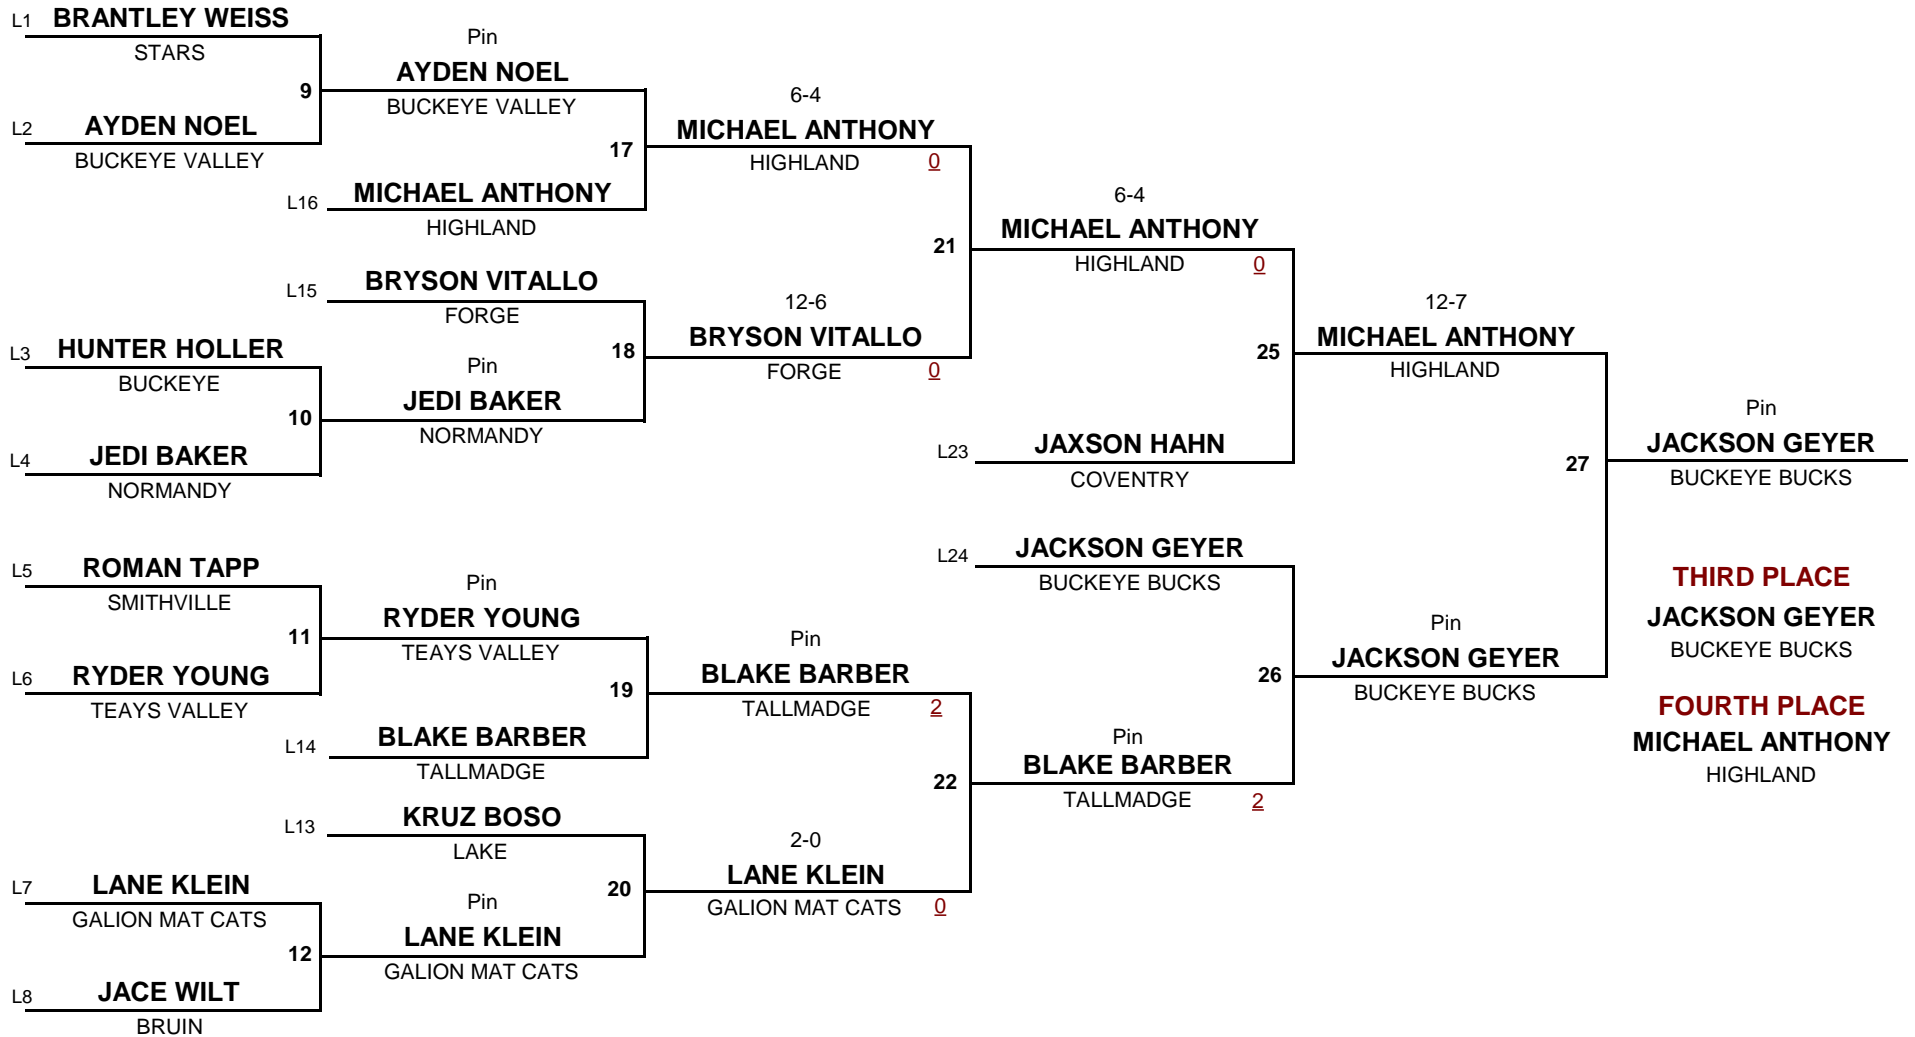 L1 BRANTLEY WEISS
STARS
9
L2 AYDEN NOEL
BUCKEYE VALLEY
Pin
AYDEN NOEL
BUCKEYE VALLEY
17
L16 MICHAEL ANTHONY
HIGHLAND
6-4
MICHAEL ANTHONY
HIGHLAND 0
21
L15 BRYSON VITALLO
FORGE
18
L3 HUNTER HOLLER
BUCKEYE
10
L4 JEDI BAKER
NORMANDY
Pin
JEDI BAKER
NORMANDY
12-6
BRYSON VITALLO
FORGE 0
6-4
MICHAEL ANTHONY
HIGHLAND 0
25
L23 JAXSON HAHN
COVENTRY
12-7
MICHAEL ANTHONY
HIGHLAND
27
Pin
JACKSON GEYER
BUCKEYE BUCKS
L5 ROMAN TAPP
SMITHVILLE
11
L6 RYDER YOUNG
TEAYS VALLEY
Pin
RYDER YOUNG
TEAYS VALLEY
19
L14 BLAKE BARBER
TALLMADGE
Pin
BLAKE BARBER
TALLMADGE 2
22
L13 KRUZ BOSO
LAKE
20
L7 LANE KLEIN
GALION MAT CATS
12
L8 JACE WILT
BRUIN
Pin
LANE KLEIN
GALION MAT CATS
2-0
LANE KLEIN
GALION MAT CATS 0
L24 JACKSON GEYER
BUCKEYE BUCKS
26
Pin
BLAKE BARBER
TALLMADGE 2
Pin
JACKSON GEYER
BUCKEYE BUCKS
THIRD PLACE
JACKSON GEYER
BUCKEYE BUCKS
FOURTH PLACE
MICHAEL ANTHONY
HIGHLAND